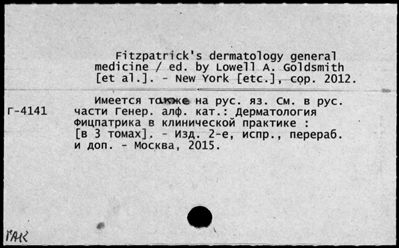 Fitzpatrick's dermatology general
medicine / ed. by Lowell A. Goldsmith
[et al.]. - New York [etc.], cop. 2012.
Имеется также на рус. яз. См. в рус.
Г-4141 части Генер. алф. кат.: Дерматология
Фицпатрика в клинической практике :
[в 3 томах]. - Изд. 2-е, испр., перераб.
и доп. - Москва, 2015.
ГАК